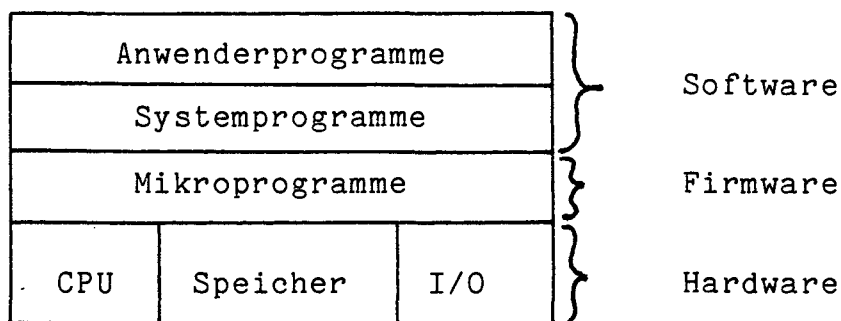 Anwenderprogramme
Systemprogramme
Software
Mikroprogramme
Firmware
CPU Speicher I/O
Hardware